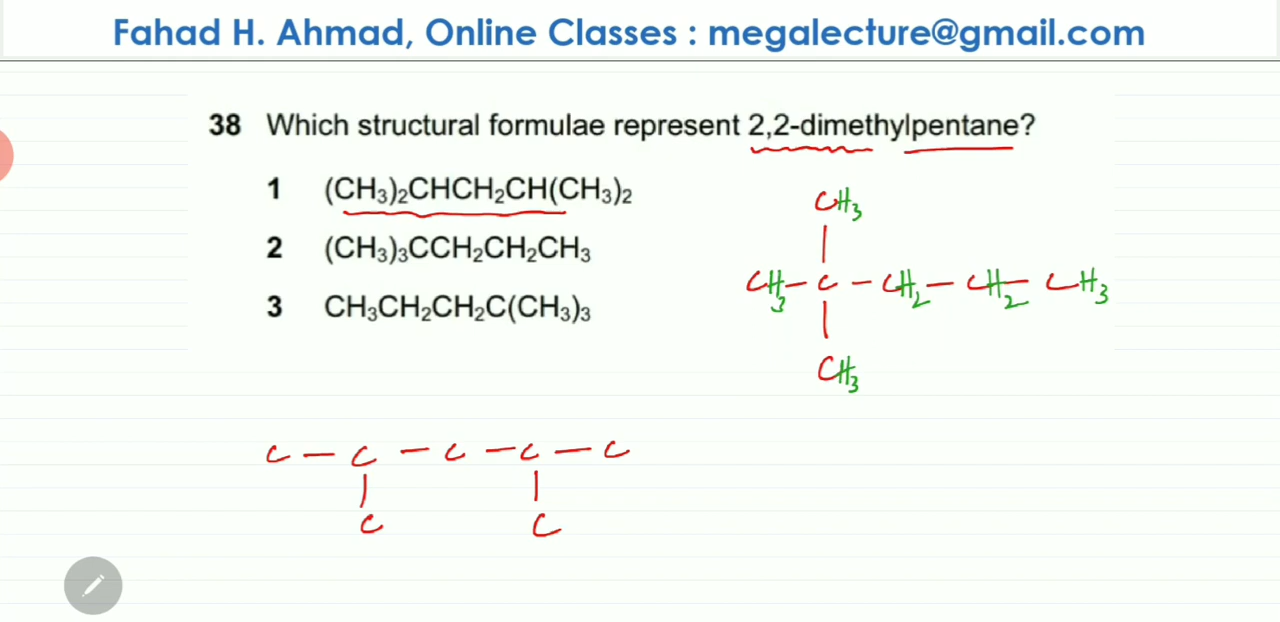 Fahad H. Ahmad, Online Classes : megalecture@gmail.com
38 Which structural formulae represent 2,2-dimethylpentane?
1 (CH₃)₂CHCH₂CH(CH₃)₂
2 (CH₃)₃CCH₂CH₂CH₃
3 CH₃CH₂CH₂C(CH₃)₃
CH₃
|
CH₃ — C — CH₂ — CH₂ — CH₃
|
CH₃
C — C — C — C — C
| |
C C